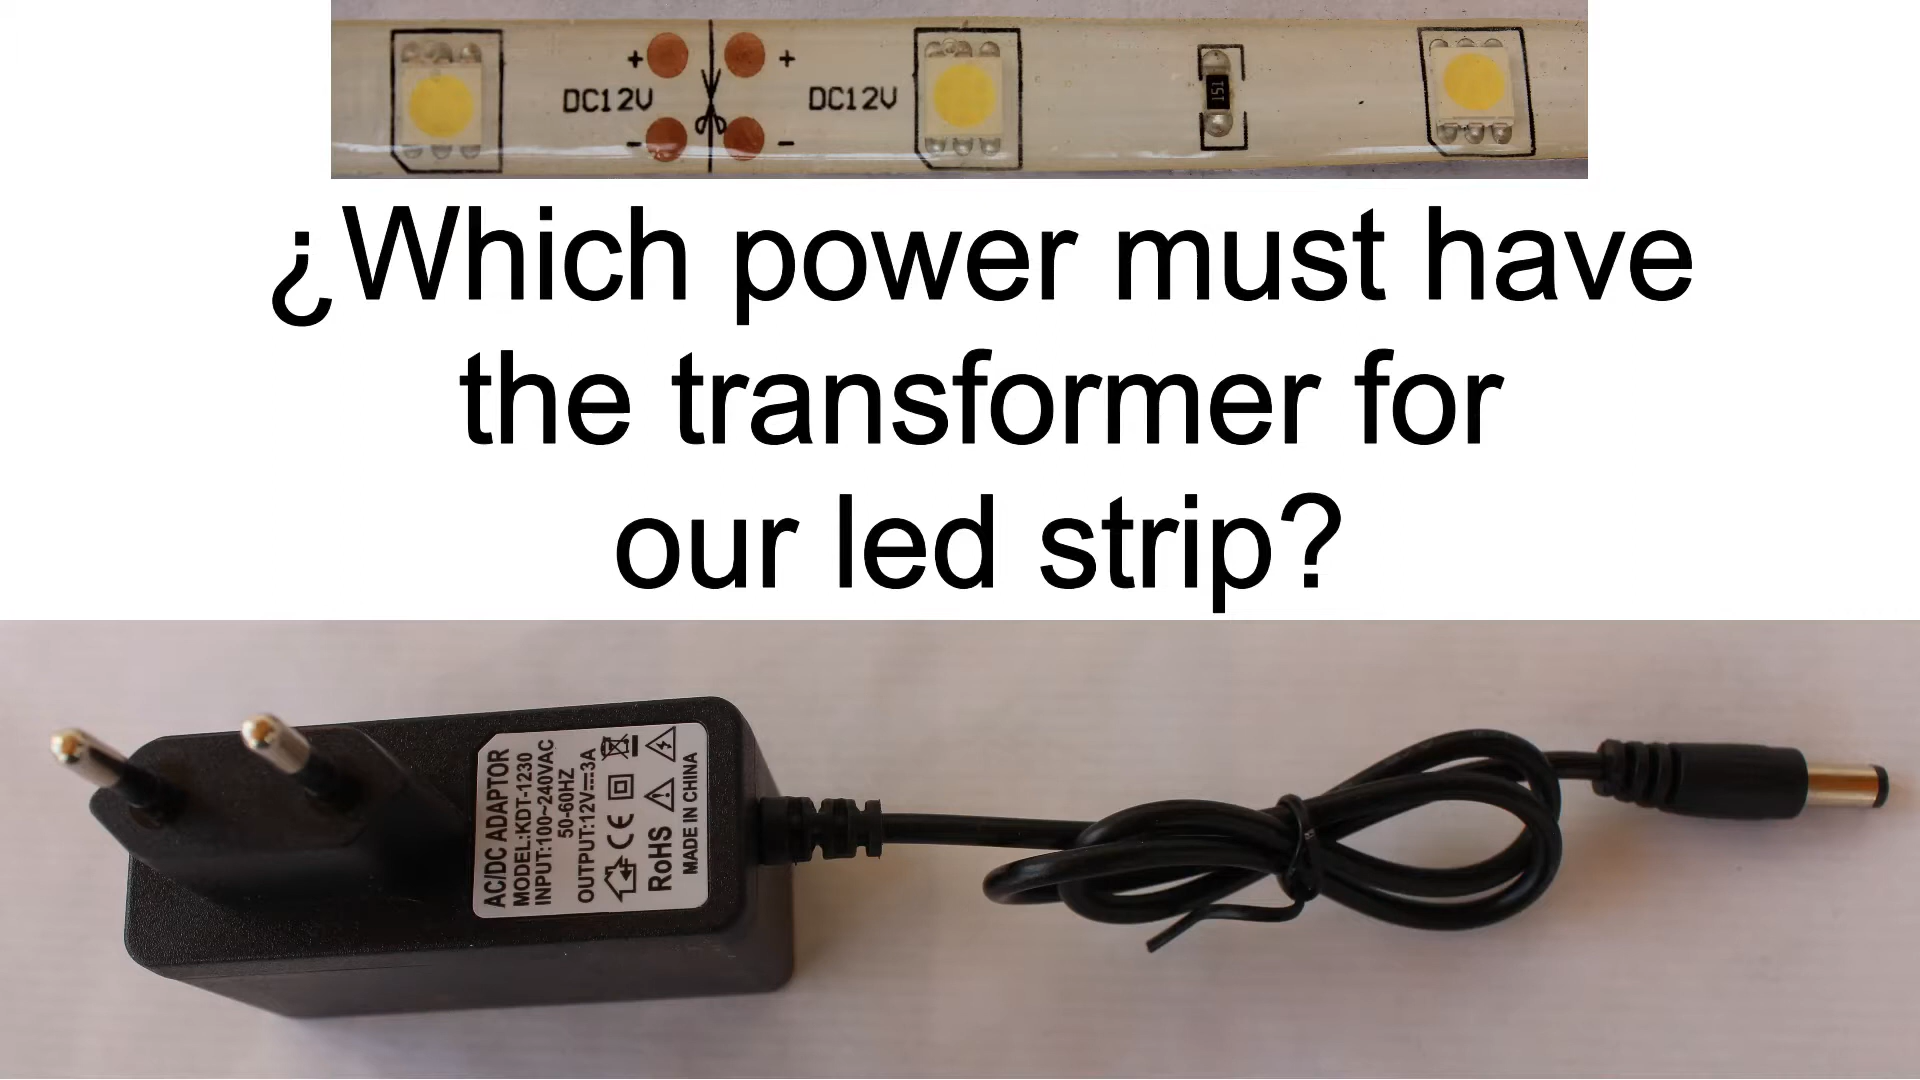 + +
DC12V DC12V
- -
151
¿Which power must have
the transformer for
our led strip?
AC/DC ADAPTOR
MODEL:KDT-1230
INPUT:100~240VAC
50-60HZ
OUTPUT:12V⎓3A
CE
RoHS
MADE IN CHINA